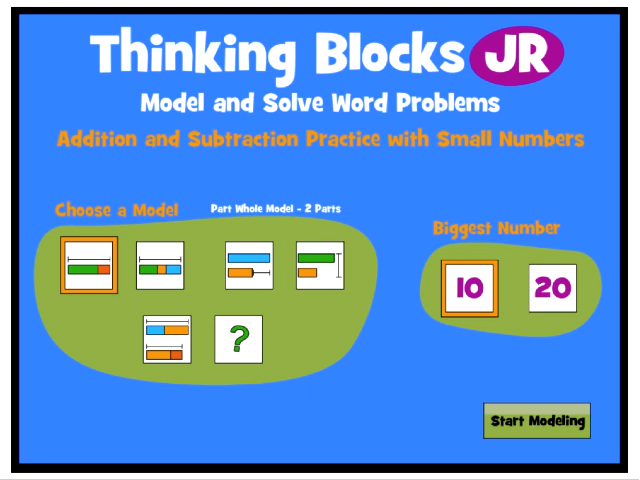 Thinking Blocks JR
Model and Solve Word Problems
Addition and Subtraction Practice with Small Numbers
Choose a Model
Part Whole Model - 2 Parts
Biggest Number
10
20
?
Start Modeling